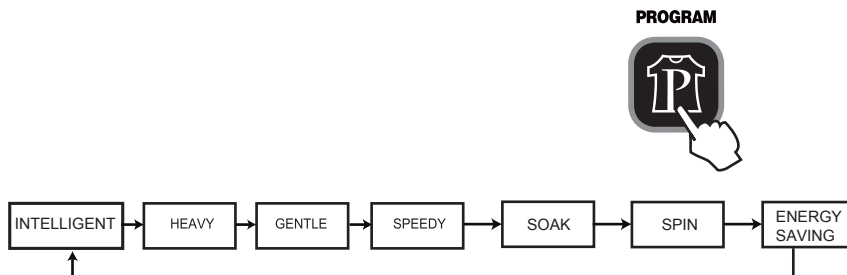 PROGRAM
P
INTELLIGENT
HEAVY
GENTLE
SPEEDY
SOAK
SPIN
ENERGY
SAVING